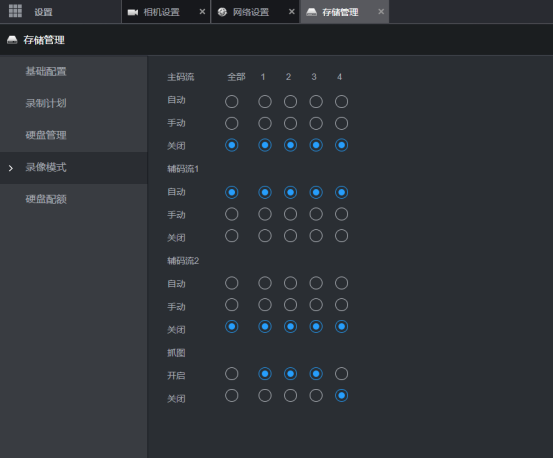 设置 相机设置 网络设置 存储管理
存储管理
基础配置
录制计划
硬盘管理
录像模式
硬盘配额
主码流 全部 1 2 3 4
自动
手动
关闭
辅码流1
自动
手动
关闭
辅码流2
自动
手动
关闭
抓图
开启
关闭